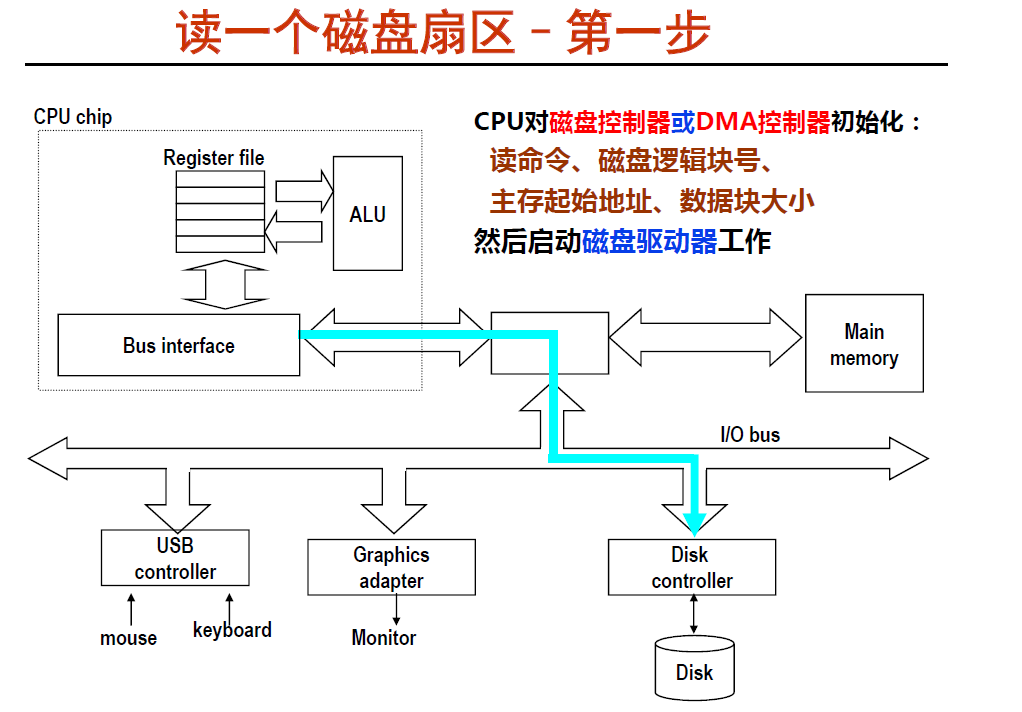 读一个磁盘扇区 – 第一步
CPU chip
CPU对磁盘控制器或DMA控制器初始化：
读命令、磁盘逻辑块号、
主存起始地址、数据块大小
然后启动磁盘驱动器工作
Register file
ALU
Bus interface
Main
memory
I/O bus
USB
controller
Graphics
adapter
Disk
controller
mouse
keyboard
Monitor
Disk